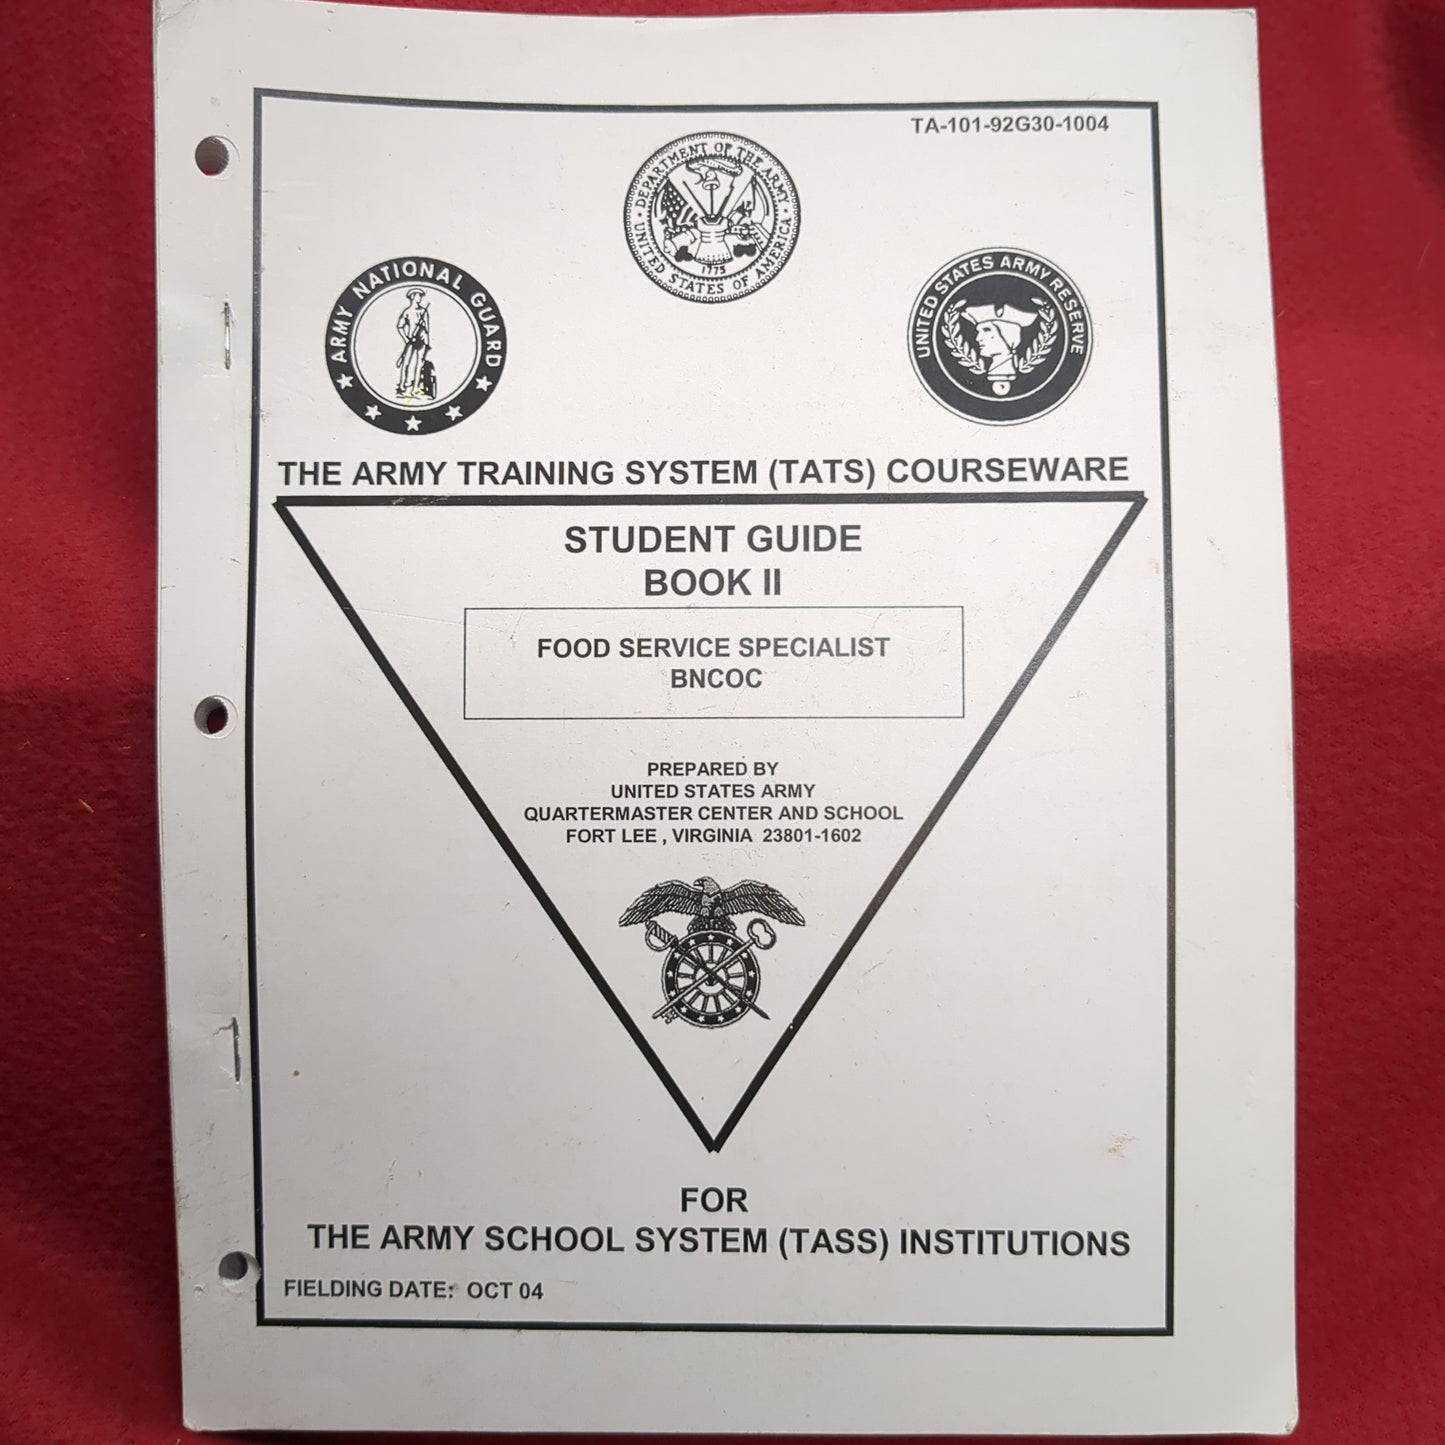 TA-101-92G30-1004
DEPARTMENT OF THE ARMY
UNITED STATES OF AMERICA
1775
ARMY NATIONAL GUARD
UNITED STATES ARMY RESERVE
THE ARMY TRAINING SYSTEM (TATS) COURSEWARE
STUDENT GUIDE
BOOK II
FOOD SERVICE SPECIALIST
BNCOC
PREPARED BY
UNITED STATES ARMY
QUARTERMASTER CENTER AND SCHOOL
FORT LEE , VIRGINIA 23801-1602
FOR
THE ARMY SCHOOL SYSTEM (TASS) INSTITUTIONS
FIELDING DATE: OCT 04